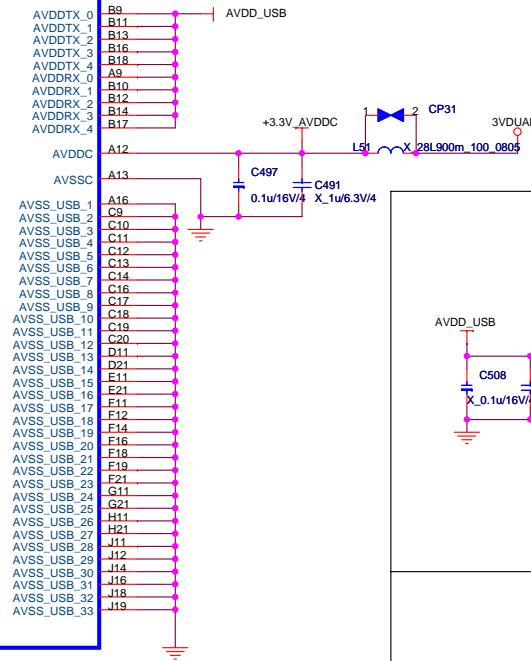 AVDDTX_0 B9 AVDD_USB
AVDDTX_1 B11
AVDDTX_2 B13
AVDDTX_3 B16
AVDDTX_4 B18
AVDDRX_0 A9
AVDDRX_1 B10
AVDDRX_2 B12
AVDDRX_3 B14
AVDDRX_4 B17
1 2 CP31
+3.3V_AVDDC
L51 X_28L900m_100_0805
AVDDC A12
AVSSC A13
C497
0.1u/16V/4
C491
X_1u/6.3V/4
AVSS_USB_1 A16
AVSS_USB_2 C9
AVSS_USB_3 C10
AVSS_USB_4 C11
AVSS_USB_5 C12
AVSS_USB_6 C13
AVSS_USB_7 C14
AVSS_USB_8 C16
AVSS_USB_9 C17
AVSS_USB_10 C18
AVSS_USB_11 C19
AVSS_USB_12 C20
AVSS_USB_13 D11
AVSS_USB_14 D21
AVSS_USB_15 E11
AVSS_USB_16 E21
AVSS_USB_17 F11
AVSS_USB_18 F12
AVSS_USB_19 F14
AVSS_USB_20 F16
AVSS_USB_21 F18
AVSS_USB_22 F19
AVSS_USB_23 F21
AVSS_USB_24 G11
AVSS_USB_25 G21
AVSS_USB_26 H11
AVSS_USB_27 H21
AVSS_USB_28 J11
AVSS_USB_29 J12
AVSS_USB_30 J14
AVSS_USB_31 J16
AVSS_USB_32 J18
AVSS_USB_33 J19
AVDD_USB
C508
X_0.1u/16V/